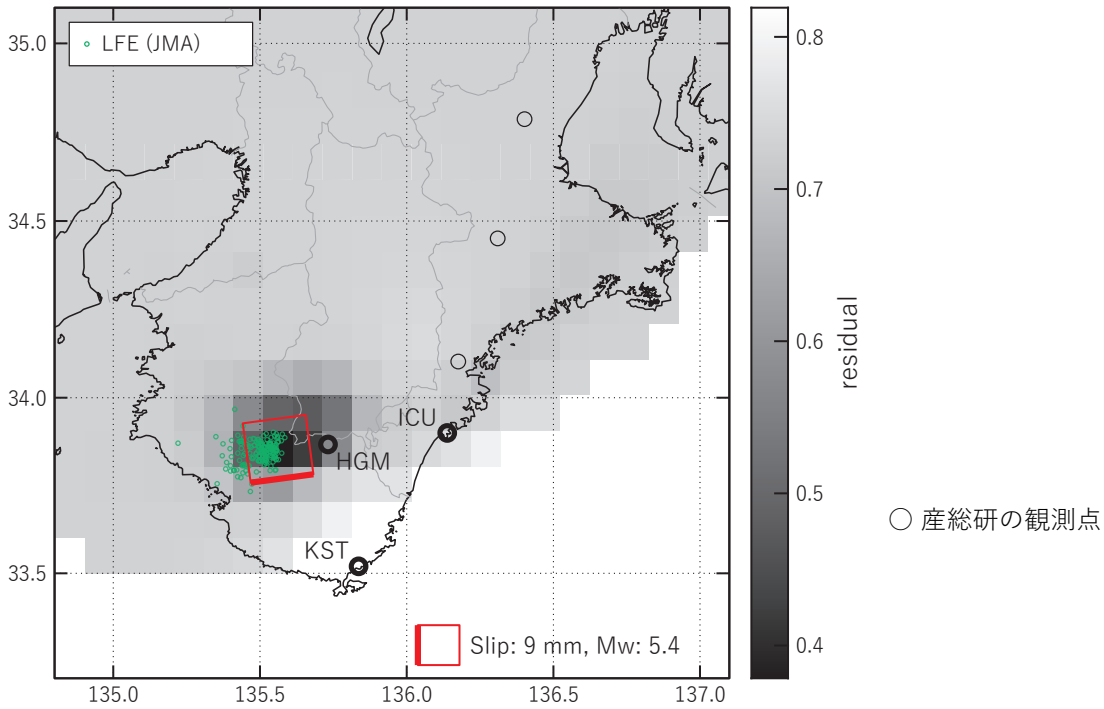 LFE (JMA)
35.0
34.5
34.0
33.5
ICU
HGM
KST
Slip: 9 mm, Mw: 5.4
135.0
135.5
136.0
136.5
137.0
0.8
0.7
0.6
0.5
0.4
residual
○ 産総研の観測点